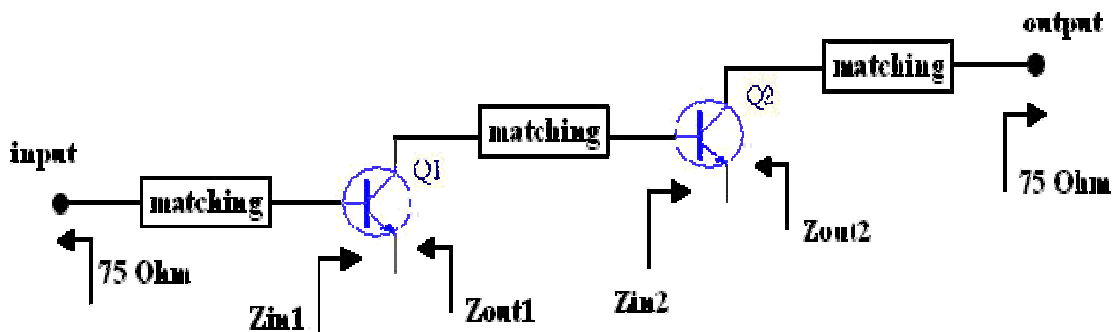 output
matching
Q2
matching
input
Q1
matching
75 Ohm
Zout2
75 Ohm
Zin1
Zout1
Zin2